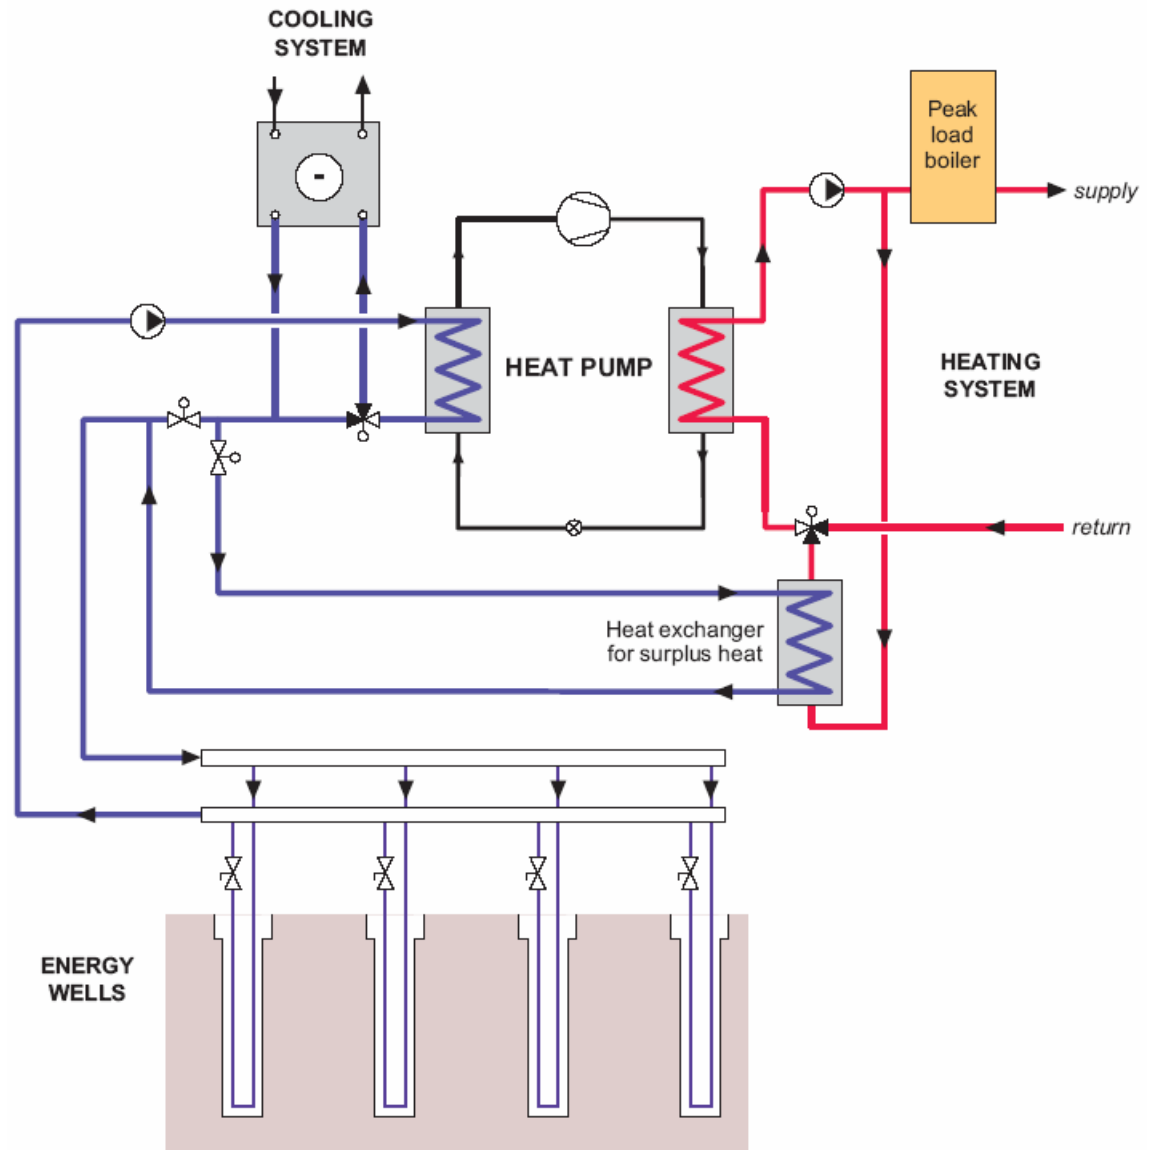 COOLING
SYSTEM
Peak
load
boiler
supply
-
HEAT PUMP
HEATING
SYSTEM
return
Heat exchanger
for surplus heat
ENERGY
WELLS